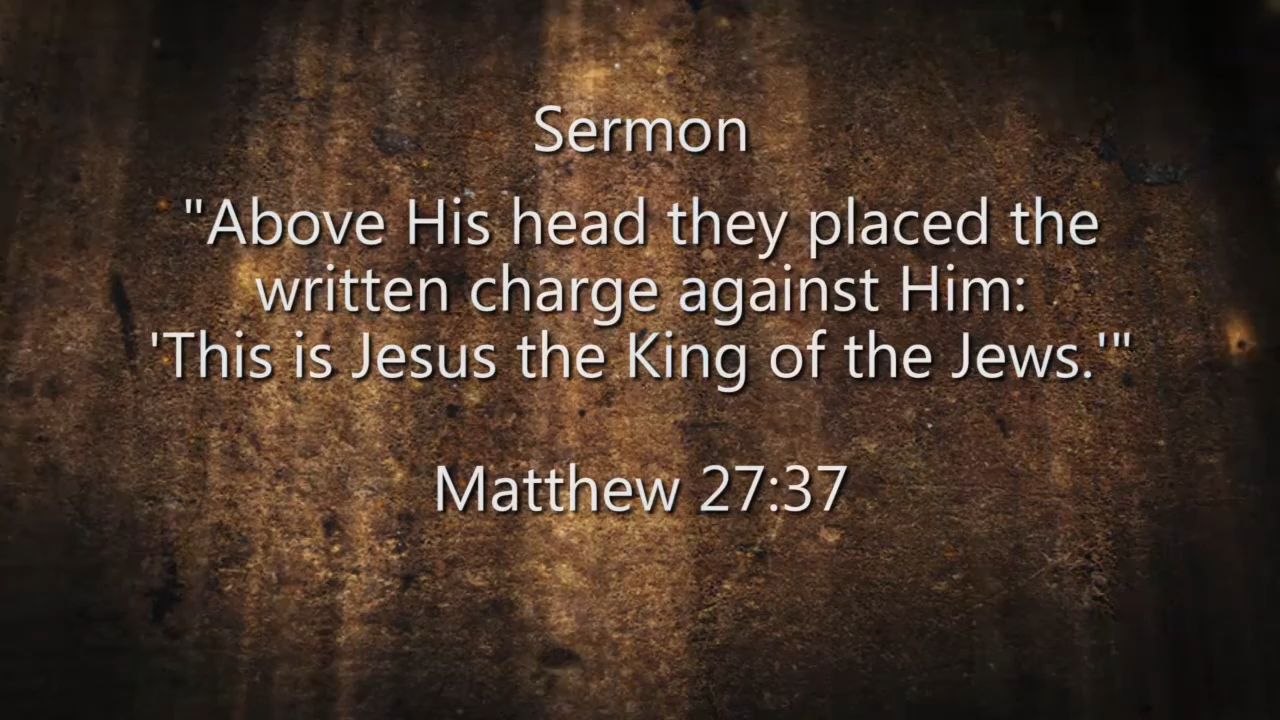 Sermon
"Above His head they placed the
written charge against Him:
'This is Jesus the King of the Jews.'"
Matthew 27:37